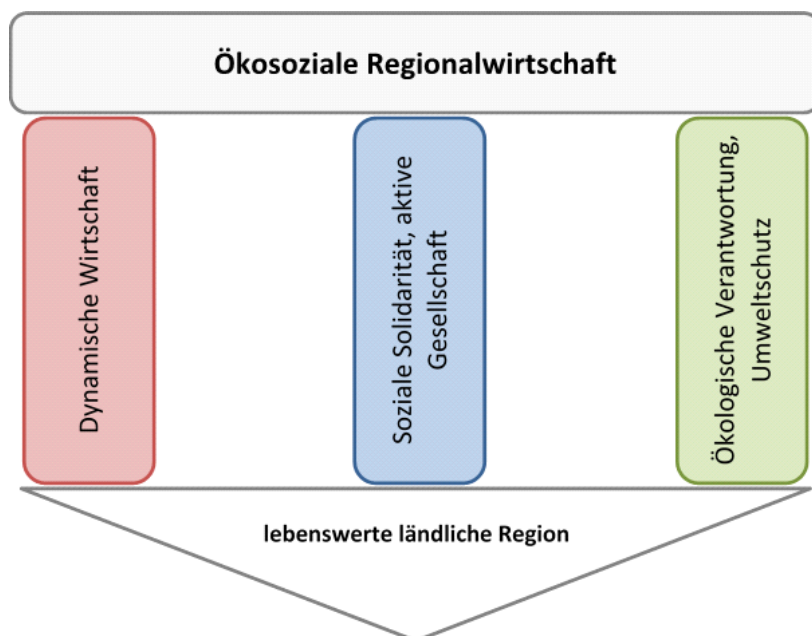 Ökosoziale Regionalwirtschaft
Dynamische Wirtschaft
Soziale Solidarität, aktive
Gesellschaft
Ökologische Verantwortung,
Umweltschutz
lebenswerte ländliche Region